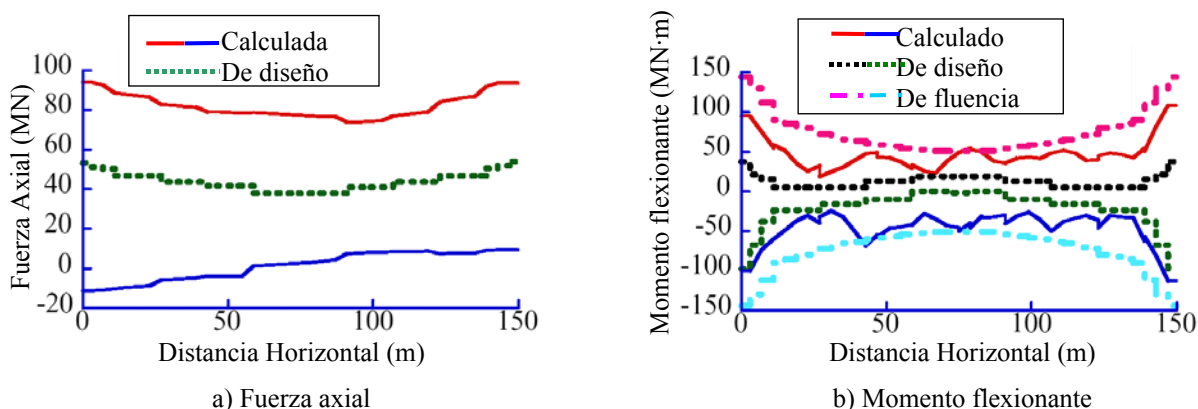 Calculada
De diseño
Fuerza Axial (MN)
100
80
60
40
20
0
-20
0
50
100
150
Distancia Horizontal (m)
a) Fuerza axial
Calculado
De diseño
De fluencia
Momento flexionante (MN·m)
150
100
50
0
-50
-100
-150
0
50
100
150
Distancia Horizontal (m)
b) Momento flexionante